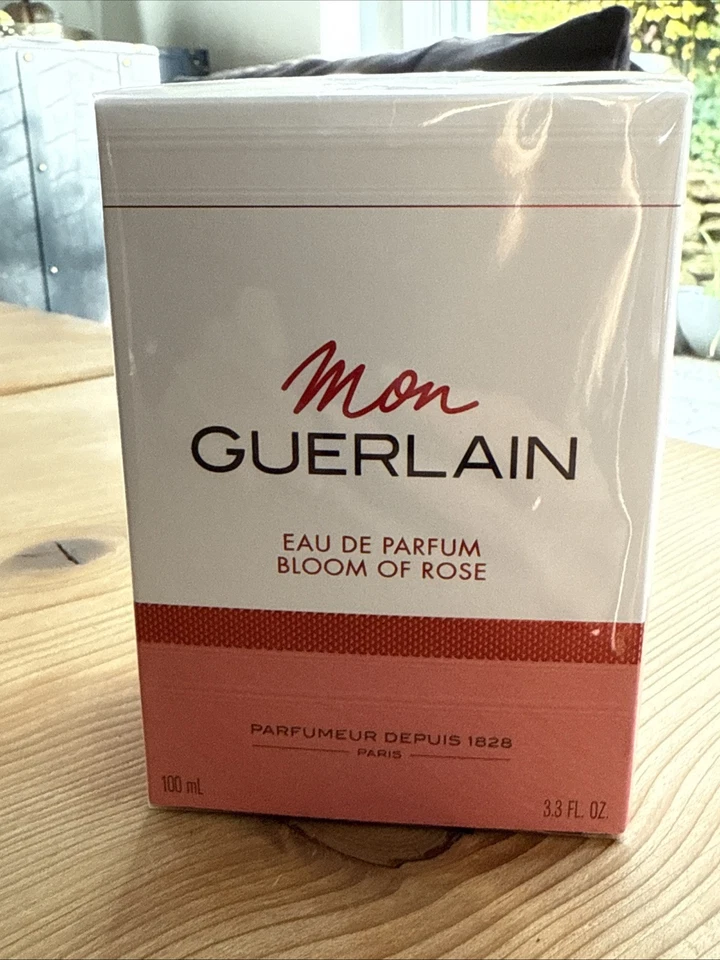 Mon
GUERLAIN
EAU DE PARFUM
BLOOM OF ROSE
PARFUMEUR DEPUIS 1828
PARIS
100 mL
3.3 FL. OZ.